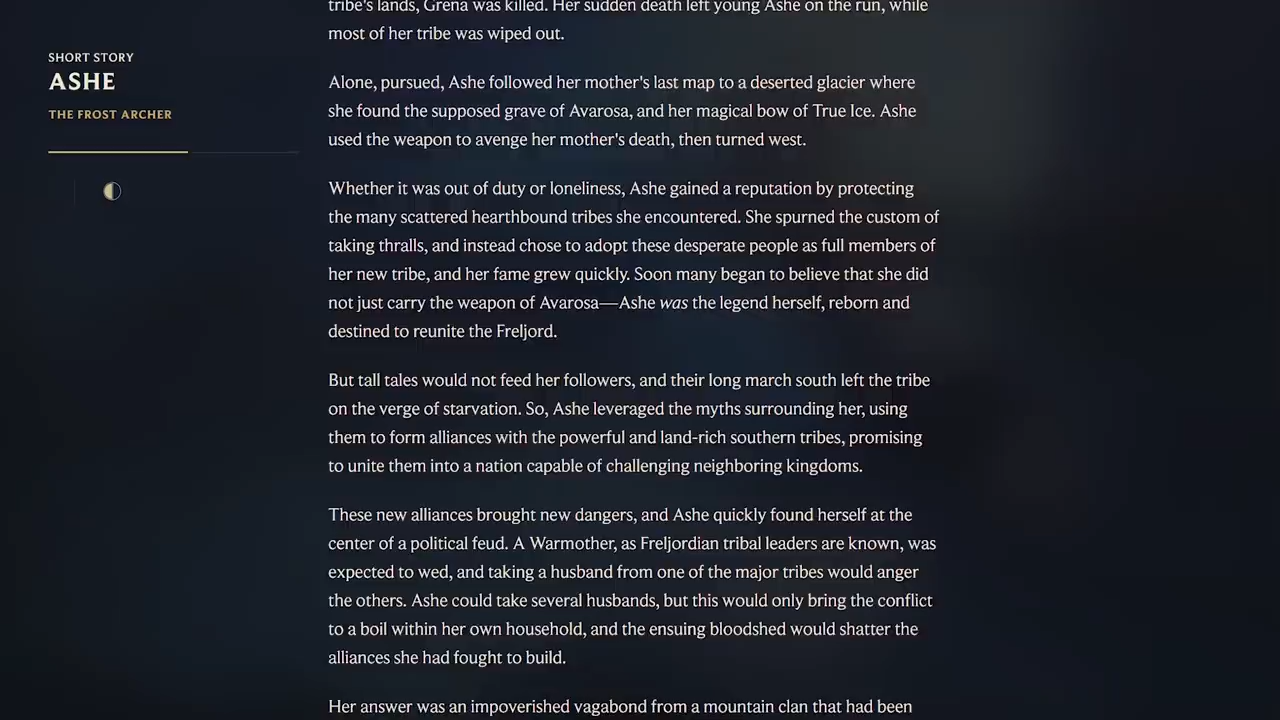 SHORT STORY
ASHE
THE FROST ARCHER
tribe's lands, Grena was killed. Her sudden death left young Ashe on the run, while
most of her tribe was wiped out.
Alone, pursued, Ashe followed her mother's last map to a deserted glacier where
she found the supposed grave of Avarosa, and her magical bow of True Ice. Ashe
used the weapon to avenge her mother's death, then turned west.
Whether it was out of duty or loneliness, Ashe gained a reputation by protecting
the many scattered hearthbound tribes she encountered. She spurned the custom of
taking thralls, and instead chose to adopt these desperate people as full members of
her new tribe, and her fame grew quickly. Soon many began to believe that she did
not just carry the weapon of Avarosa—Ashe was the legend herself, reborn and
destined to reunite the Freljord.
But tall tales would not feed her followers, and their long march south left the tribe
on the verge of starvation. So, Ashe leveraged the myths surrounding her, using
them to form alliances with the powerful and land-rich southern tribes, promising
to unite them into a nation capable of challenging neighboring kingdoms.
These new alliances brought new dangers, and Ashe quickly found herself at the
center of a political feud. A Warmother, as Freljordian tribal leaders are known, was
expected to wed, and taking a husband from one of the major tribes would anger
the others. Ashe could take several husbands, but this would only bring the conflict
to a boil within her own household, and the ensuing bloodshed would shatter the
alliances she had fought to build.
Her answer was an impoverished vagabond from a mountain clan that had been